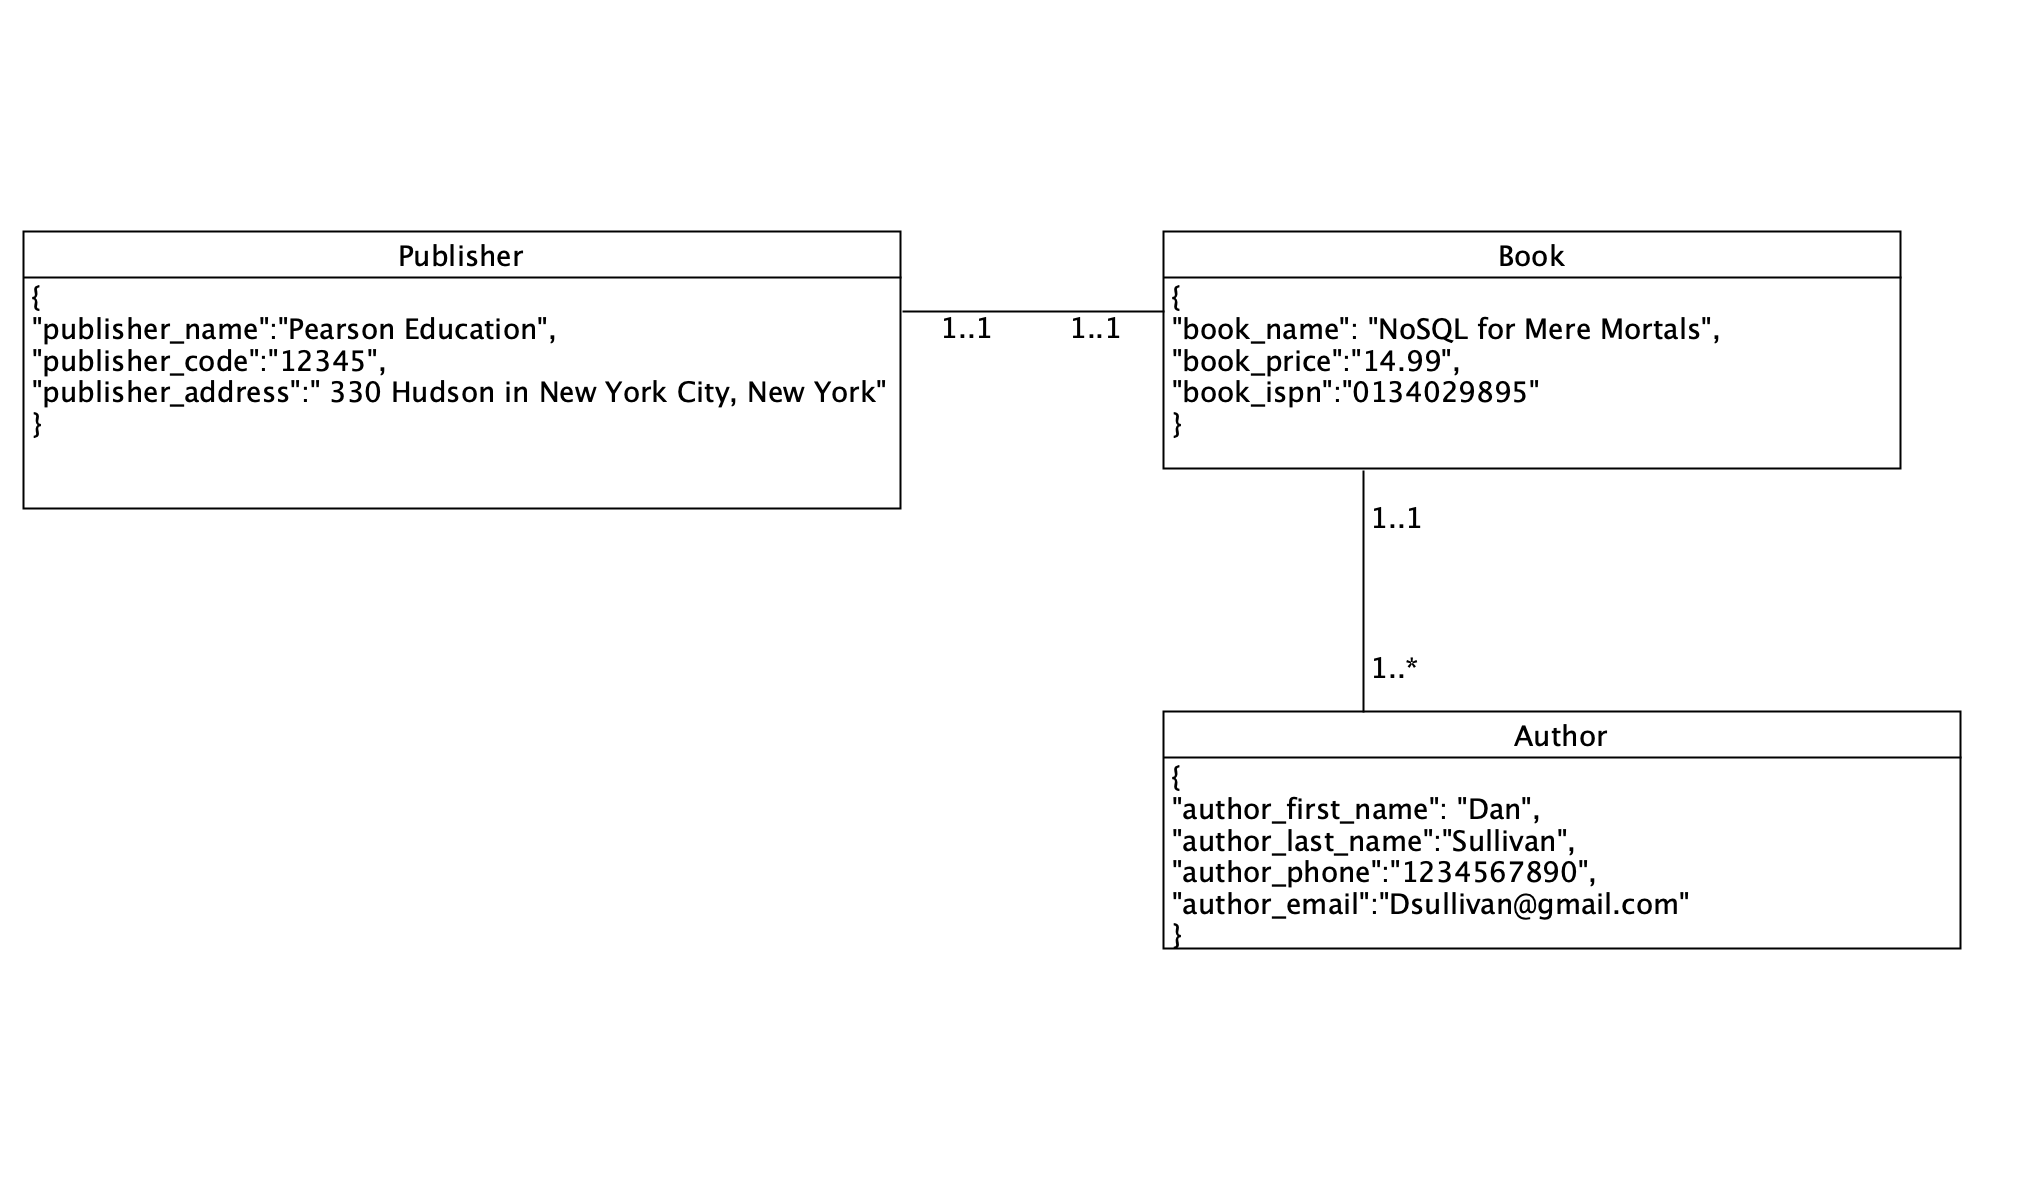 Publisher
{
"publisher_name":"Pearson Education",
"publisher_code":"12345",
"publisher_address":" 330 Hudson in New York City, New York"
}
1..1
1..1
Book
{
"book_name": "NoSQL for Mere Mortals",
"book_price":"14.99",
"book_ispn":"0134029895"
}
1..1
1..*
Author
{
"author_first_name": "Dan",
"author_last_name":"Sullivan",
"author_phone":"1234567890",
"author_email":"Dsullivan@gmail.com"
}